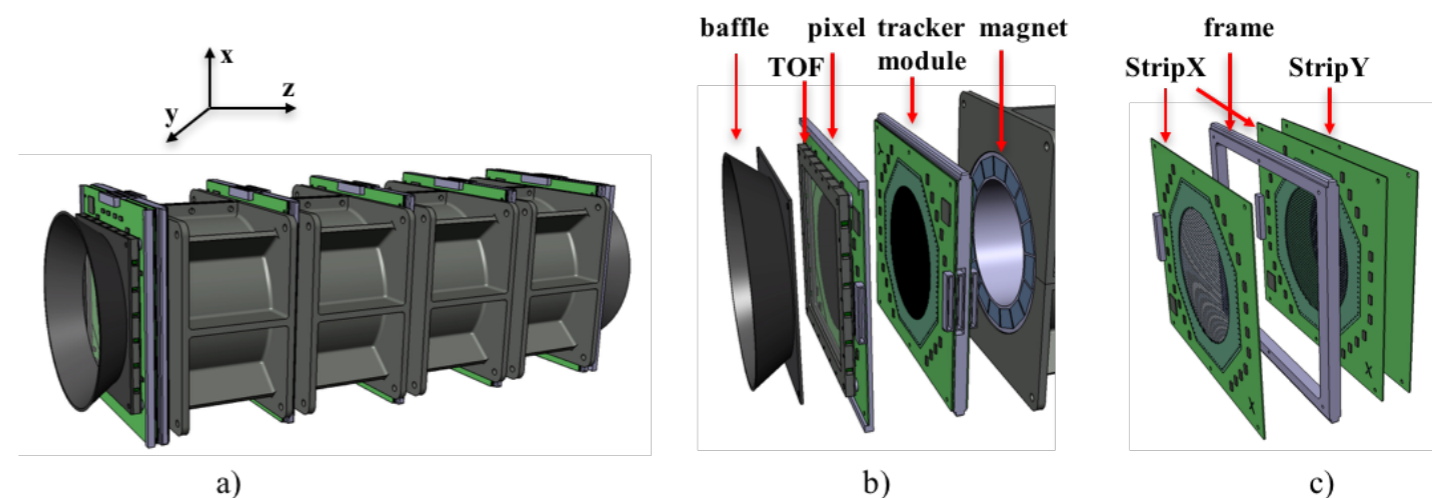 x
z
y
a)
baffle
pixel
tracker
module
magnet
TOF
Y
b)
frame
StripX
StripY
X
X
c)